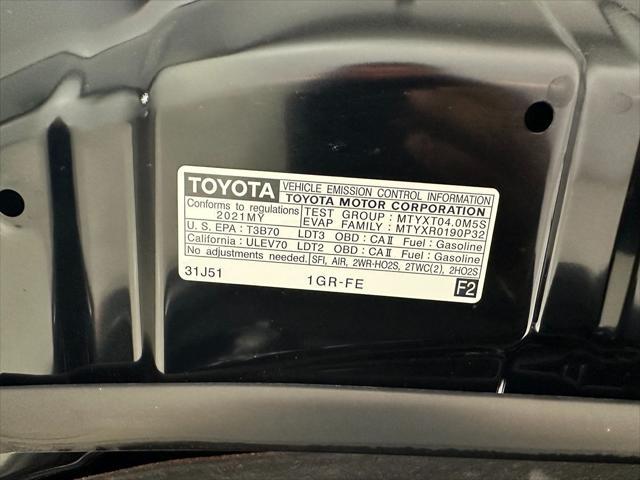 TOYOTA VEHICLE EMISSION CONTROL INFORMATION
TOYOTA MOTOR CORPORATION
Conforms to regulations
2021MY
TEST GROUP : MTYXT04.0M5S
EVAP FAMILY : MTYXR0190P32
U.S. EPA : T3B70 LDT3 OBD : CAⅡ Fuel : Gasoline
California : ULEV70 LDT2 OBD : CAⅡ Fuel : Gasoline
No adjustments needed. SFI, AIR, 2WR-HO2S, 2TWC(2), 2HO2S
31J51 1GR-FE F2